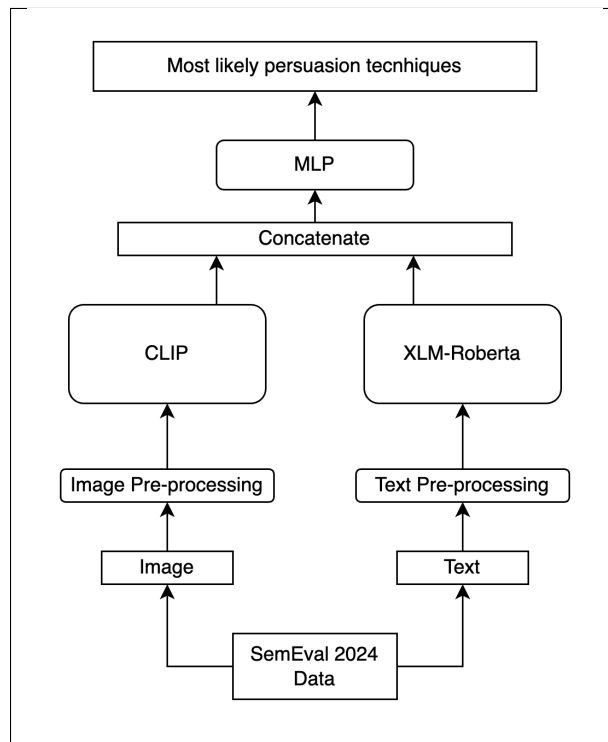 Most likely persuasion tecnhiques
MLP
Concatenate
CLIP
XLM-Roberta
Image Pre-processing
Text Pre-processing
Image
Text
SemEval 2024
Data